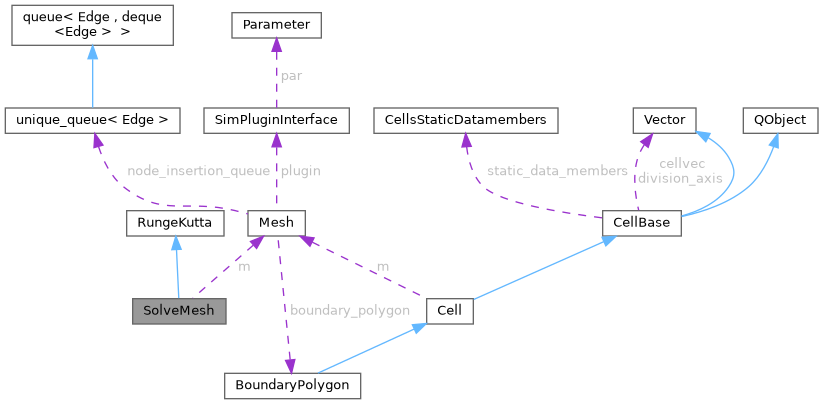 queue< Edge , deque
<Edge > >
Parameter
par
unique_queue< Edge >
SimPluginInterface
CellsStaticDatamembers
Vector
QObject
node_insertion_queue
plugin
static_data_members
cellvec
division_axis
RungeKutta
Mesh
CellBase
m
m
SolveMesh
boundary_polygon
Cell
BoundaryPolygon